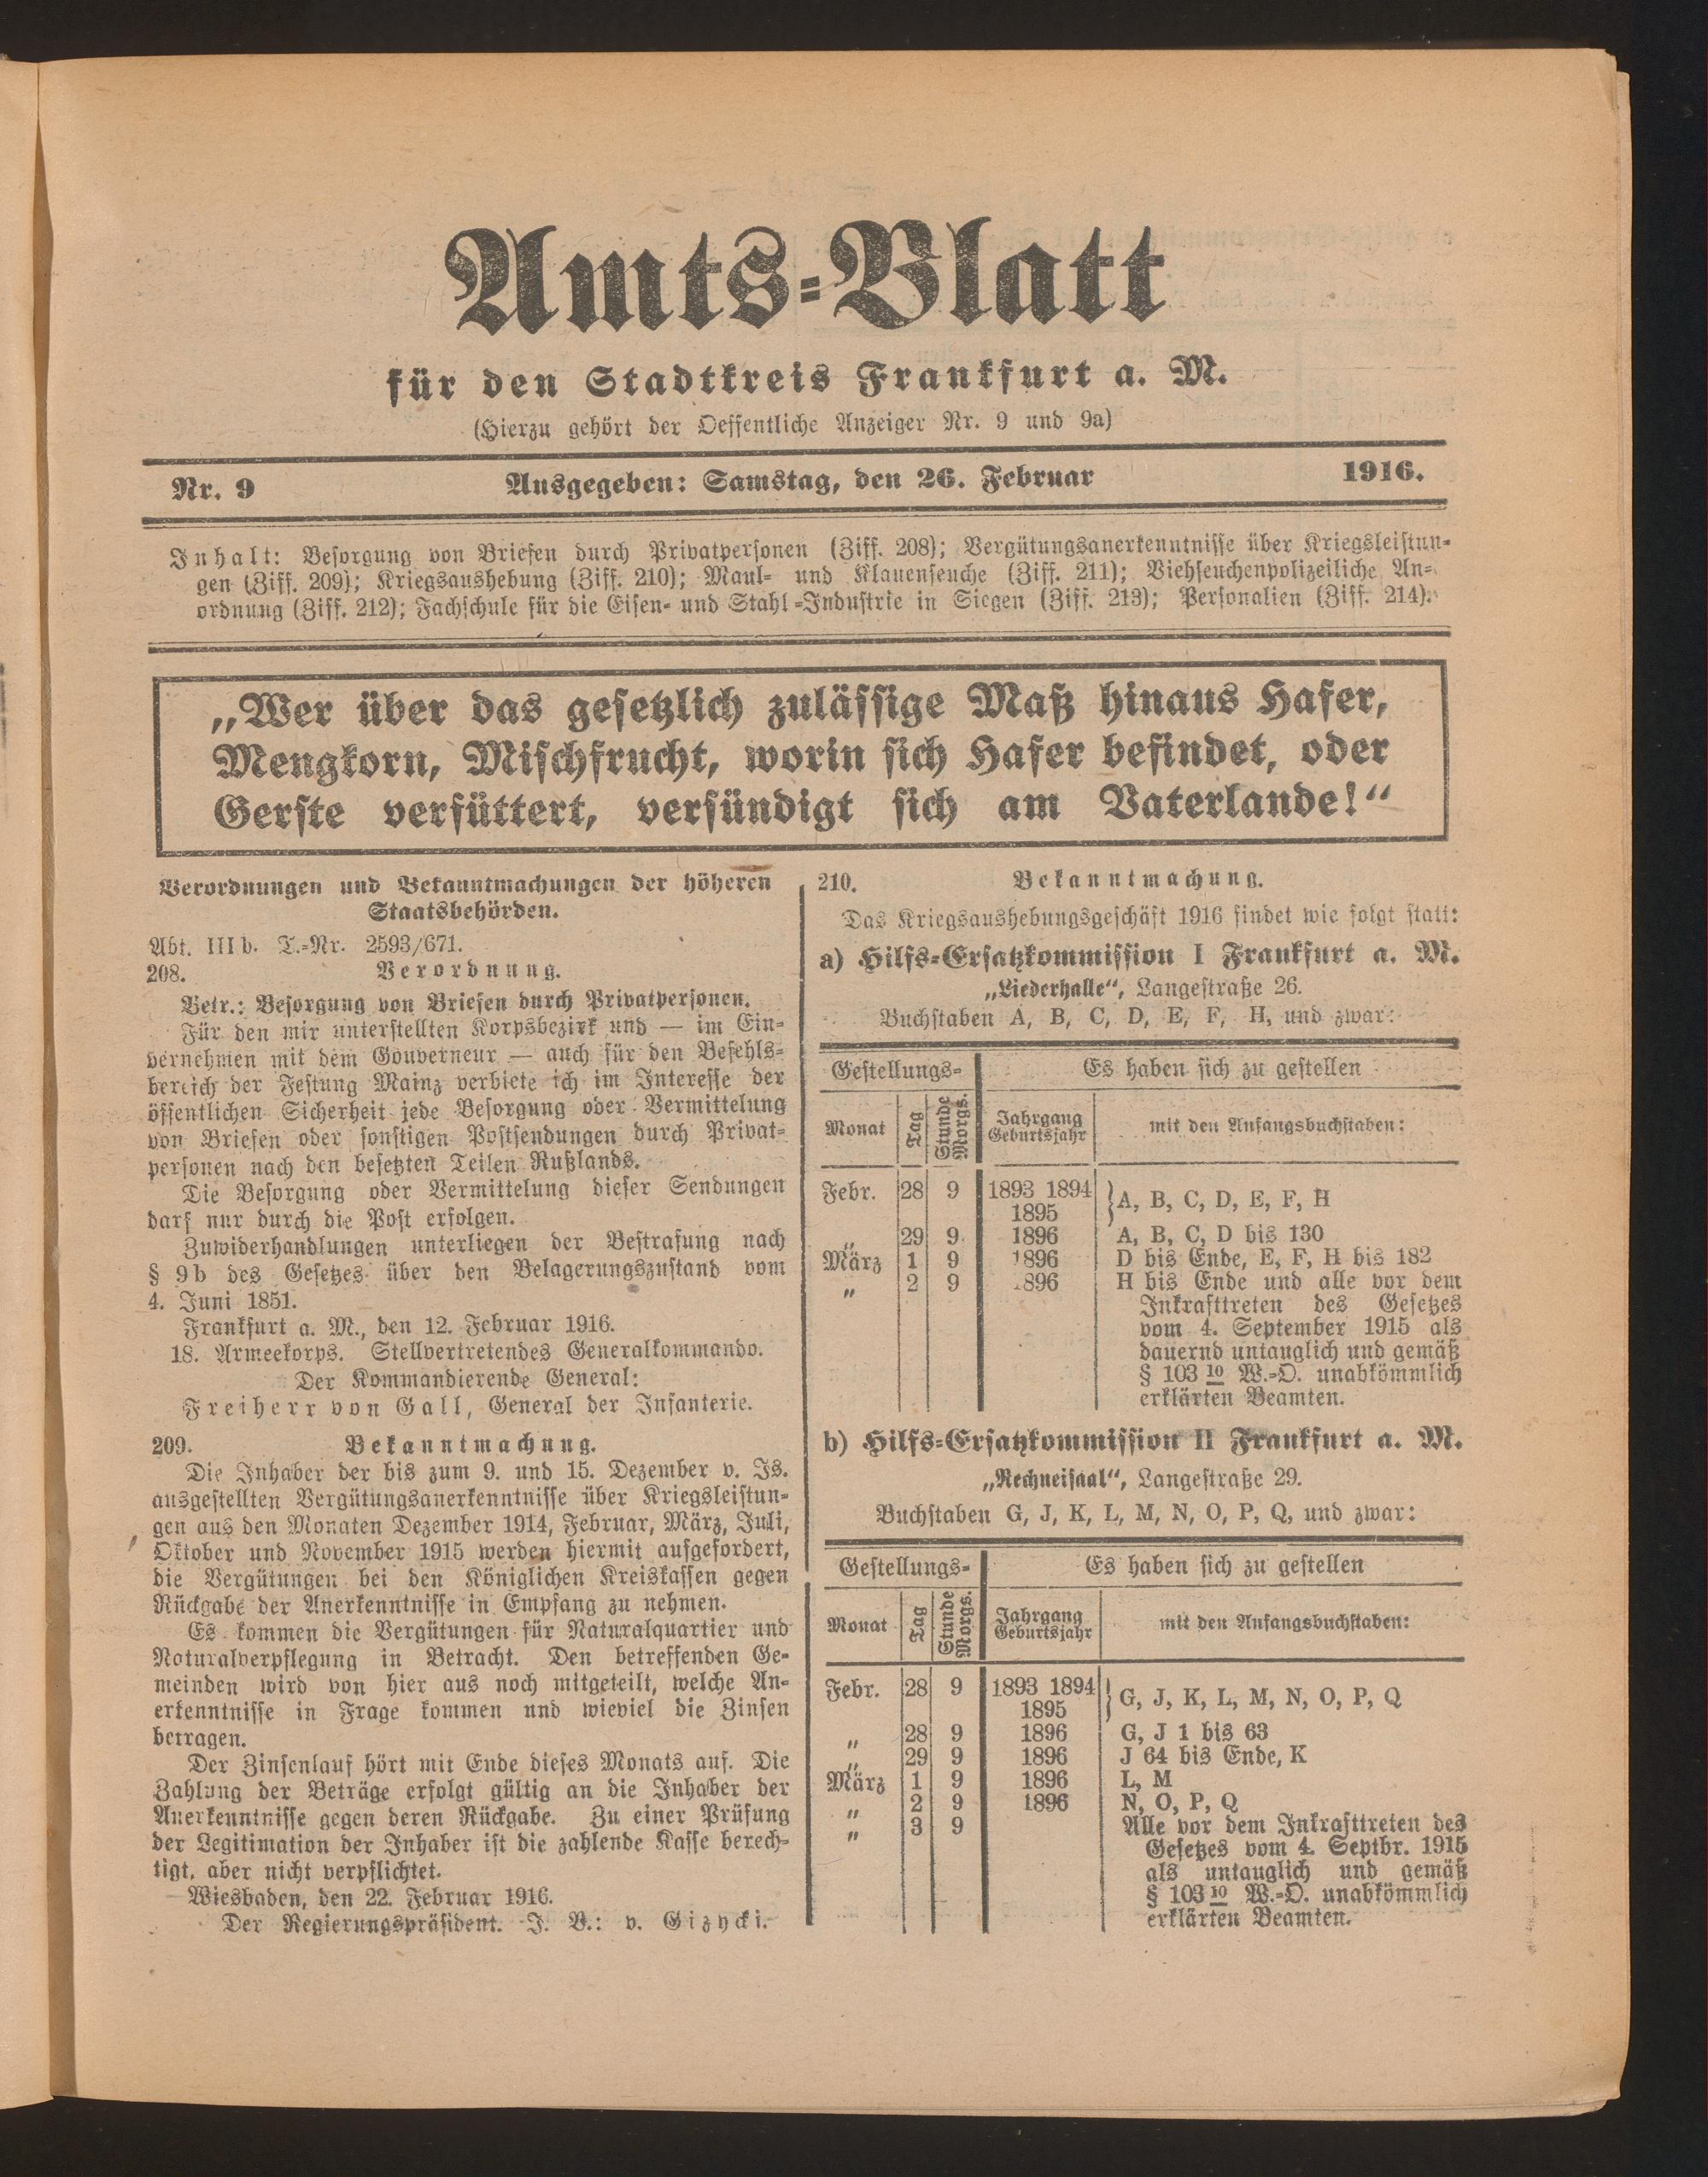 Amts-Blatt
für den Stadtkreis Frankfurt a. M.
(Hierzu gehört der Oeffentliche Anzeiger Nr. 9 und 9a)
Nr. 9 Ausgegeben: Samstag, den 26. Februar 1916.
Inhalt: Besorgung von Briefen durch Privatpersonen (Ziff. 208); Vergütungsanerkenntnisse über Kriegsleistun-
gen (Ziff. 209); Kriegsaushebung (Ziff. 210); Maul- und Klauenseuche (Ziff. 211); Viehseuchenpolizeiliche An-
ordnung (Ziff. 212); Fachschule für die Eisen- und Stahl-Industrie in Siegen (Ziff. 213); Personalien (Ziff. 214).
„Wer über das gesetzlich zulässige Maß hinaus Hafer,
Mengkorn, Mischfrucht, worin sich Hafer befindet, oder
Gerste verfüttert, versündigt sich am Vaterlande!“
Verordnungen und Bekanntmachungen der höheren
Staatsbehörden.
Abt. IIIb. T.-Nr. 2593/671.
208. Verordnung.
Betr.: Besorgung von Briefen durch Privatpersonen.
Für den mir unterstellten Korpsbezirk und — im Ein-
vernehmen mit dem Gouverneur — auch für den Befehls-
bereich der Festung Mainz verbiete ich im Interesse der
öffentlichen Sicherheit jede Besorgung oder Vermittelung
von Briefen oder sonstigen Postsendungen durch Privat-
personen nach den besetzten Teilen Rußlands.
Die Besorgung oder Vermittelung dieser Sendungen
darf nur durch die Post erfolgen.
Zuwiderhandlungen unterliegen der Bestrafung nach
§ 9b des Gesetzes über den Belagerungszustand vom
4. Juni 1851.
Frankfurt a. M., den 12. Februar 1916.
18. Armeekorps. Stellvertretendes Generalkommando.
Der Kommandierende General:
Freiherr von Gall, General der Infanterie.
209. Bekanntmachung.
Die Inhaber der bis zum 9. und 15. Dezember v. Js.
ausgestellten Vergütungsanerkenntnisse über Kriegsleistun-
gen aus den Monaten Dezember 1914, Februar, März, Juli,
Oktober und November 1915 werden hiermit aufgefordert,
die Vergütungen bei den Königlichen Kreiskassen gegen
Rückgabe der Anerkenntnisse in Empfang zu nehmen.
Es kommen die Vergütungen für Naturalquartier und
Naturalverpflegung in Betracht. Den betreffenden Ge-
meinden wird von hier aus noch mitgeteilt, welche An-
erkenntnisse in Frage kommen und wieviel die Zinsen
betragen.
Der Zinsenlauf hört mit Ende dieses Monats auf. Die
Zahlung der Beträge erfolgt gültig an die Inhaber der
Anerkenntnisse gegen deren Rückgabe. Zu einer Prüfung
der Legitimation der Inhaber ist die zahlende Kasse berech-
tigt, aber nicht verpflichtet.
Wiesbaden, den 22. Februar 1916.
Der Regierungspräsident. J. V.: v. Gizycki.
210. Bekanntmachung.
Das Kriegsaushebungsgeschäft 1916 findet wie folgt statt:
a) Hilfs-Ersatzkommission I Frankfurt a. M.
„Liederhalle“, Langestraße 26.
Buchstaben A, B, C, D, E, F, H, und zwar:
Gestellungs- Es haben sich zu gestellen
Monat Tag Stunde Morgs. Jahrgang Geburtsjahr mit den Anfangsbuchstaben:
Febr. 28 9 1893 1894 1895 } A, B, C, D, E, F, H
„ 29 9 1896 A, B, C, D bis 130
März 1 9 1896 D bis Ende, E, F, H bis 182
„ 2 9 1896 H bis Ende und alle vor dem
Inkrafttreten des Gesetzes
vom 4. September 1915 als
dauernd untauglich und gemäß
§ 103 10 W.-O. unabkömmlich
erklärten Beamten.
b) Hilfs-Ersatzkommission II Frankfurt a. M.
„Rechneisaal“, Langestraße 29.
Buchstaben G, J, K, L, M, N, O, P, Q, und zwar:
Gestellungs- Es haben sich zu gestellen
Monat Tag Stunde Morgs. Jahrgang Geburtsjahr mit den Anfangsbuchstaben:
Febr. 28 9 1893 1894 1895 } G, J, K, L, M, N, O, P, Q
„ 28 9 1896 G, J 1 bis 63
„ 29 9 1896 J 64 bis Ende, K
März 1 9 1896 L, M
„ 2 9 1896 N, O, P, Q
„ 3 9 Alle vor dem Inkrafttreten des
Gesetzes vom 4. Septbr. 1915
als untauglich und gemäß
§ 103 10 W.-O. unabkömmlich
erklärten Beamten.